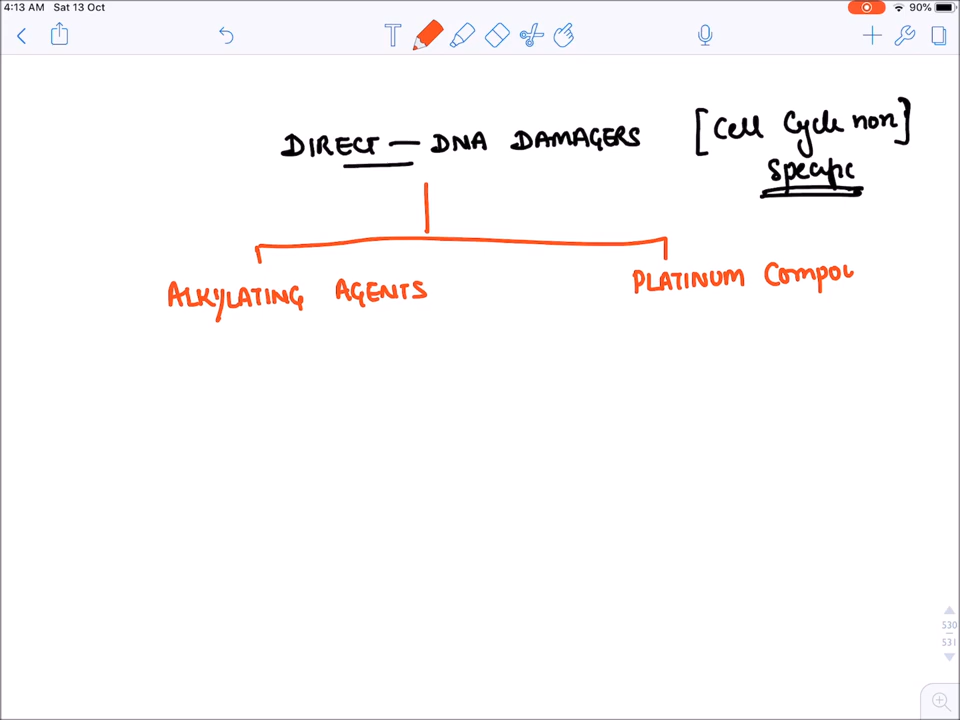 4:13 AM Sat 13 Oct 90%
T
DIRECT — DNA DAMAGERS [Cell Cycle non]
Specific
ALKYLATING AGENTS PLATINUM Compou
530
531